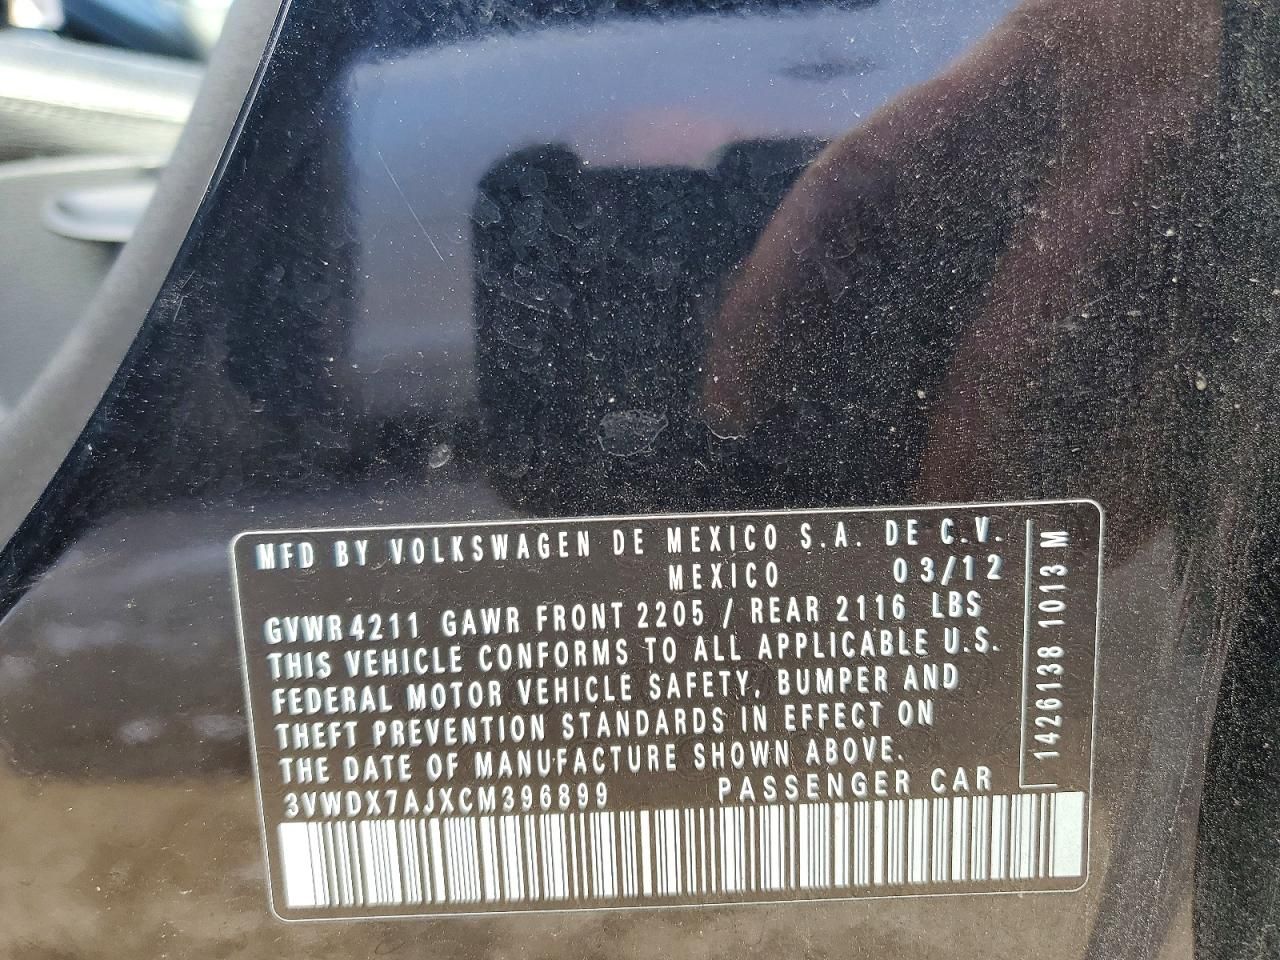 MFD BY VOLKSWAGEN DE MEXICO S.A. DE C.V.
MEXICO 03/12
GVWR 4211 GAWR FRONT 2205 / REAR 2116 LBS
THIS VEHICLE CONFORMS TO ALL APPLICABLE U.S.
FEDERAL MOTOR VEHICLE SAFETY, BUMPER AND
THEFT PREVENTION STANDARDS IN EFFECT ON
THE DATE OF MANUFACTURE SHOWN ABOVE.
3VWDX7AJXCM396899 PASSENGER CAR
1426138 1013 M